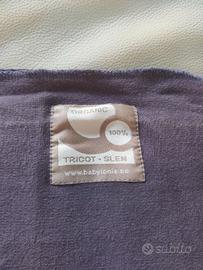 ORGANIC
100%
TRICOT • SLEN
www.babylonia.be
subito